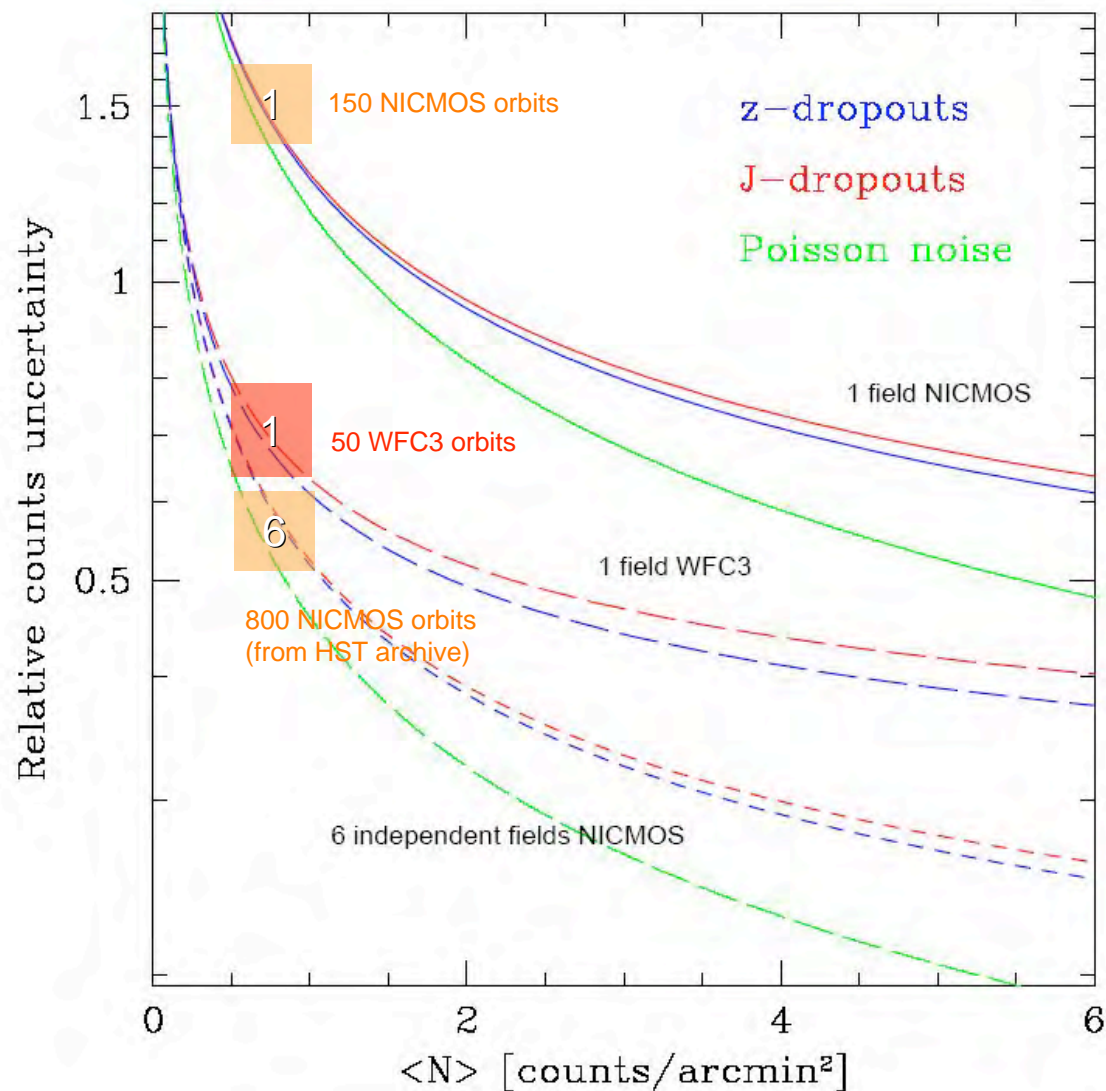 1.5
1
0.5
0
2
4
6
Relative counts uncertainty
<N> [counts/arcmin²]
z-dropouts
J-dropouts
Poisson noise
1
150 NICMOS orbits
1 field NICMOS
1
50 WFC3 orbits
1 field WFC3
6
800 NICMOS orbits
(from HST archive)
6 independent fields NICMOS